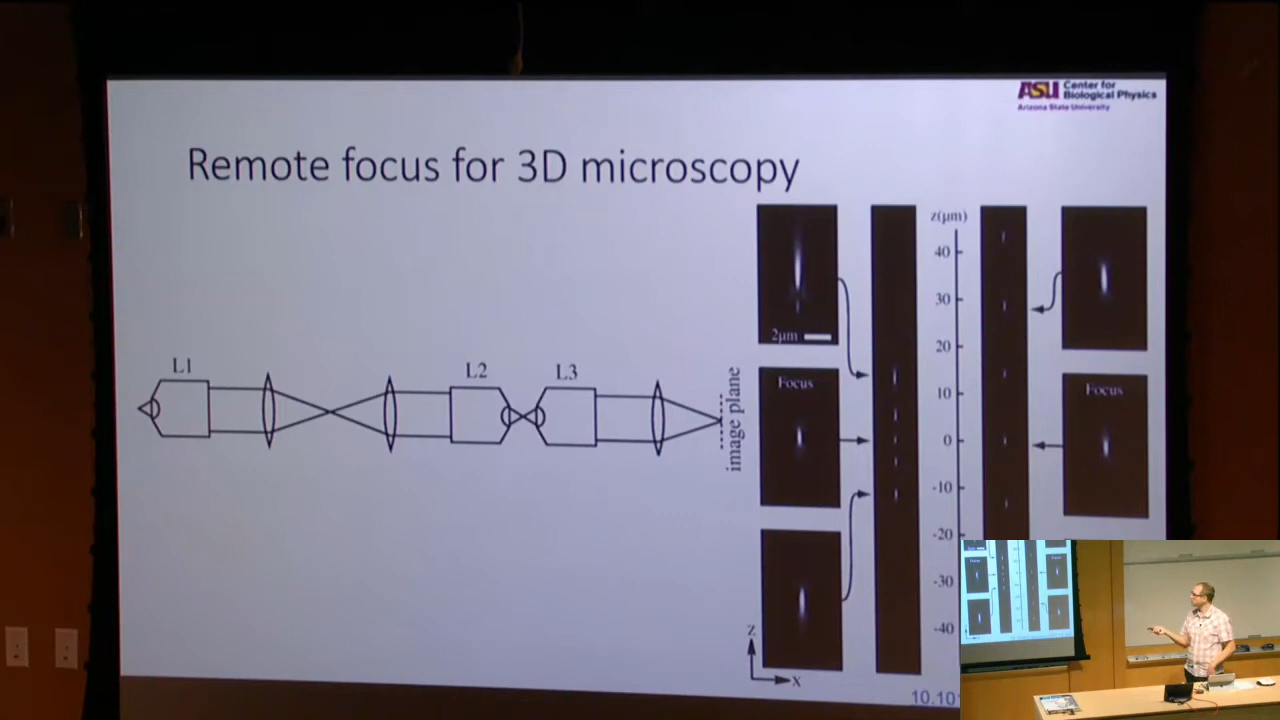 ASU Center for
Biological Physics
Arizona State University
Remote focus for 3D microscopy
z(μm)
40
30
20
10
0
-10
-20
-30
-40
2μm
Focus
Focus
L1
L2
L3
image plane
z
x
10.10